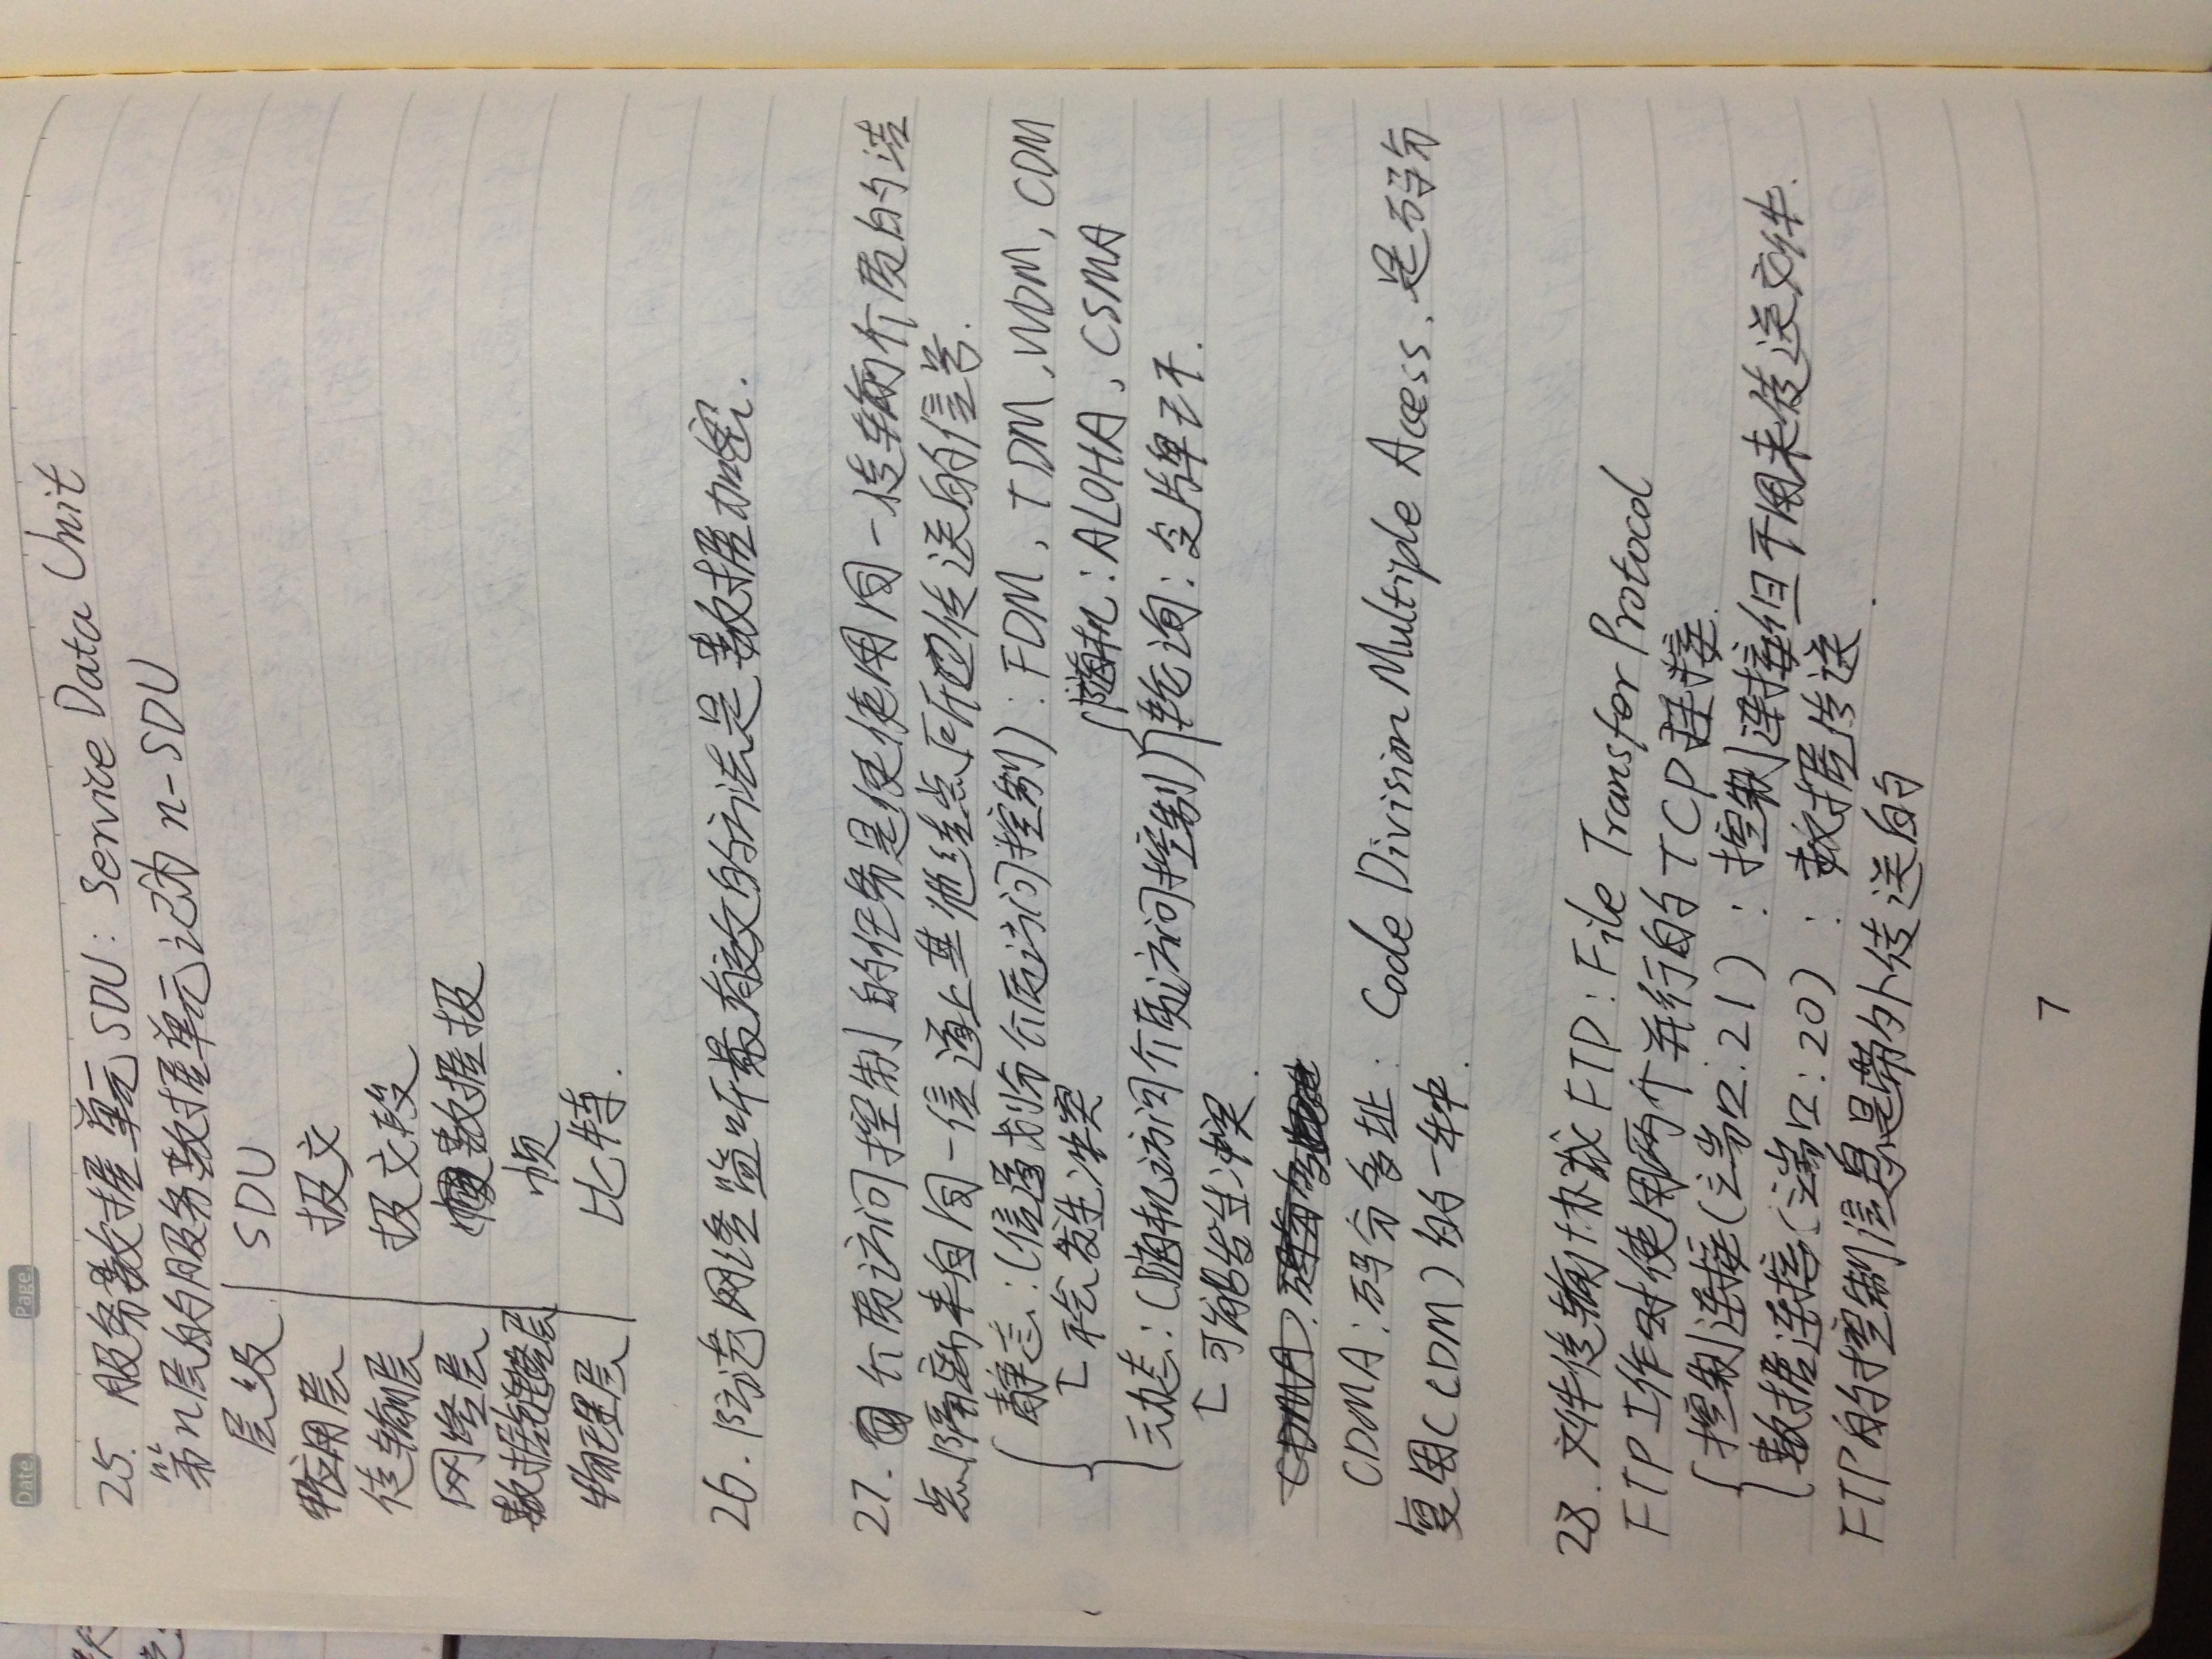 Date. Page.
25. 服务数据单元SDU: Service Data Unit
第n层的服务数据单元记为 n-SDU
层级 SDU
应用层 报文
传输层 报文段
网络层 数据报
数据链路层 帧
物理层 比特.
26. 防范网络监听最有效的方法是数据加密.
27. 介质访问控制的任务是使使用同一传输介质的结
点隔离来自同一信道上其他结点所传送的信号.
静态:(信道划分介质访问控制): FDM, TDM, WDM, CDM
不会发生冲突 随机: ALOHA、CSMA
动态:(随机访问介质访问控制) 轮询: 令牌环.
可能发生冲突.
CDMA: 码分多址
CDMA: 码分多址: Code Division Multiple Access. 是码分
复用(CDM)的一种.
28. 文件传输协议FTP: File Transfer Protocol
FTP工作时使用两个并行的TCP连接.
控制连接(端口:21): 控制连接但不用来传送文件.
数据连接(端口:20): 数据传送.
FTP的控制信息是带外传送的
7